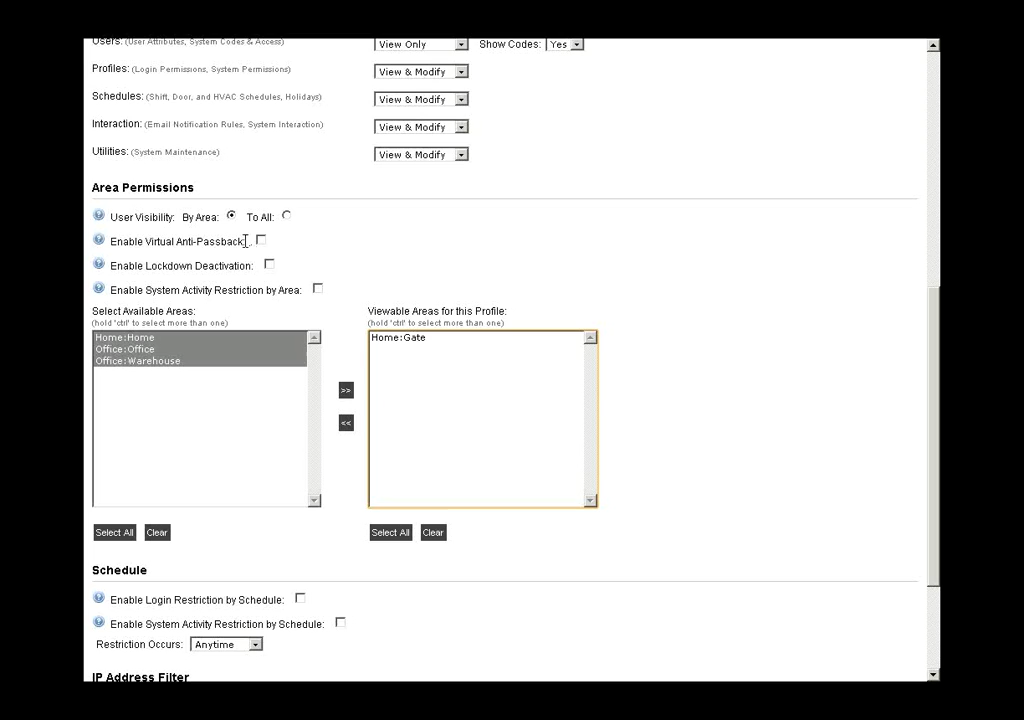 Users: (User Attributes, System Codes & Access) View Only Show Codes: Yes
Profiles: (Login Permissions, System Permissions) View & Modify
Schedules: (Shift, Door, and HVAC Schedules, Holidays) View & Modify
Interaction: (Email Notification Rules, System Interaction) View & Modify
Utilities: (System Maintenance) View & Modify
Area Permissions
User Visibility: By Area: To All:
Enable Virtual Anti-Passback:
Enable Lockdown Deactivation:
Enable System Activity Restriction by Area:
Select Available Areas: Viewable Areas for this Profile:
(hold 'ctrl' to select more than one) (hold 'ctrl' to select more than one)
Home:Home Home:Gate
Office:Office
Office:Warehouse
>>
<<
Select All Clear Select All Clear
Schedule
Enable Login Restriction by Schedule:
Enable System Activity Restriction by Schedule:
Restriction Occurs: Anytime
IP Address Filter